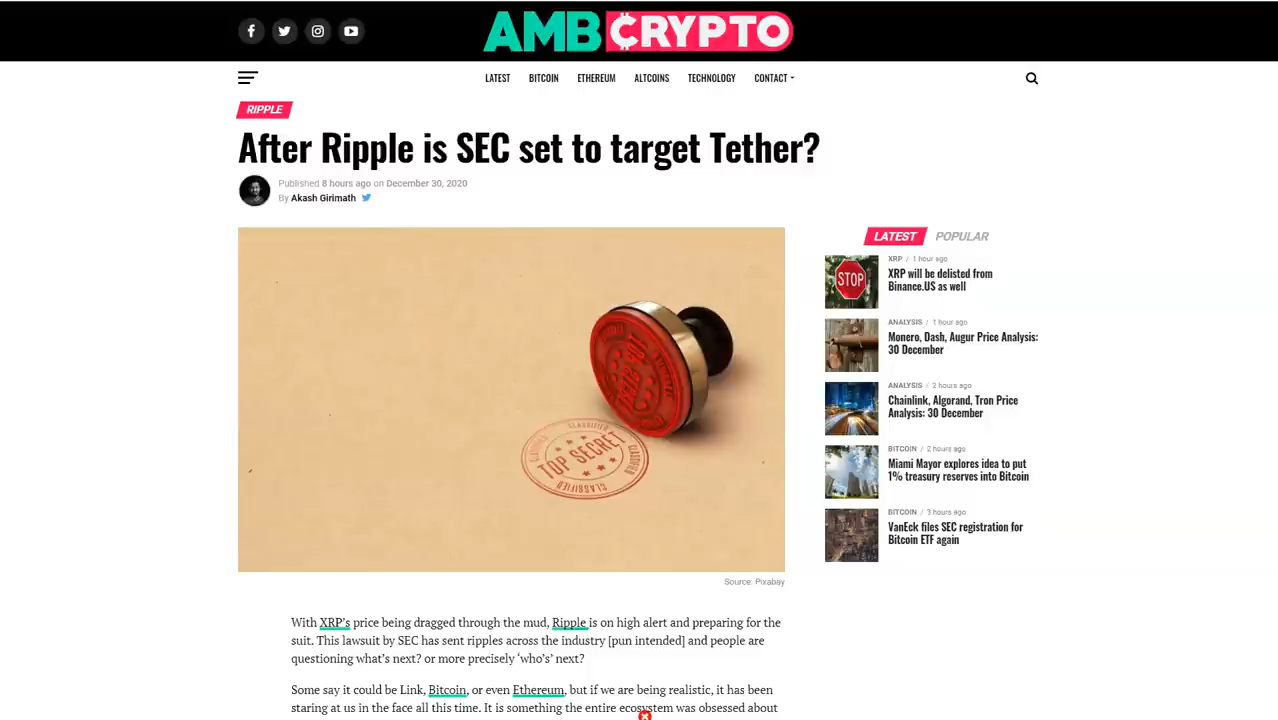 AMBCRYPTO
LATEST BITCOIN ETHEREUM ALTCOINS TECHNOLOGY CONTACT
RIPPLE
After Ripple is SEC set to target Tether?
Published 8 hours ago on December 30, 2020
By Akash Girimath
TOP SECRET
CLASSIFIED
CLASSIFIED
Source: Pixabay
With XRP's price being dragged through the mud, Ripple is on high alert and preparing for the
suit. This lawsuit by SEC has sent ripples across the industry [pun intended] and people are
questioning what's next? or more precisely ‘who's’ next?
Some say it could be Link, Bitcoin, or even Ethereum, but if we are being realistic, it has been
staring at us in the face all this time. It is something the entire ecosystem was obsessed about
LATEST POPULAR
STOP
XRP / 1 hour ago
XRP will be delisted from
Binance.US as well
ANALYSIS / 1 hour ago
Monero, Dash, Augur Price Analysis:
30 December
ANALYSIS / 2 hours ago
Chainlink, Algorand, Tron Price
Analysis: 30 December
BITCOIN / 2 hours ago
Miami Mayor explores idea to put
1% treasury reserves into Bitcoin
BITCOIN / 3 hours ago
VanEck files SEC registration for
Bitcoin ETF again